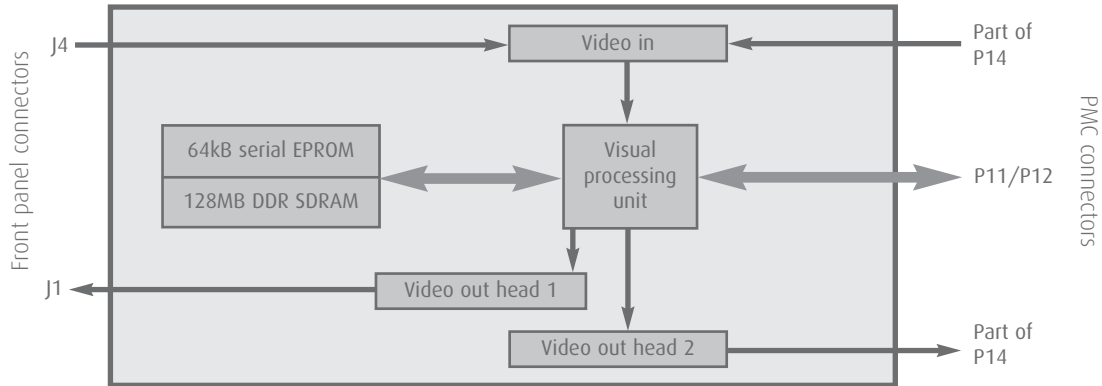 J4
Video in
Part of
P14
Front panel connectors
PMC connectors
64kB serial EPROM
128MB DDR SDRAM
Visual
processing
unit
P11/P12
J1
Video out head 1
Video out head 2
Part of
P14